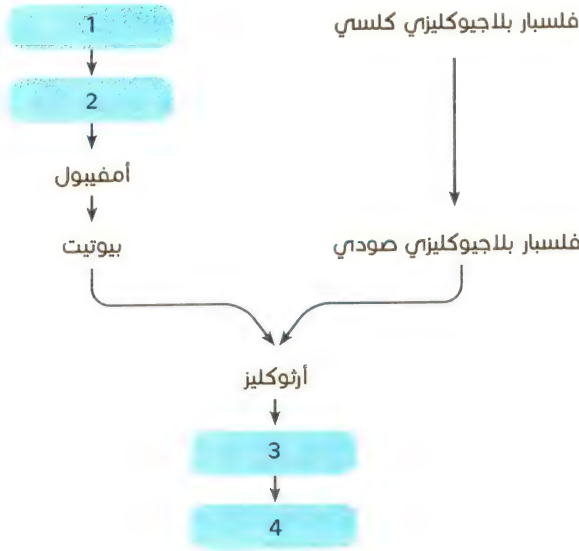 1
فلسبار بلاجيوكليزي كلسي
2
أمفيبول
بيوتيت
فلسبار بلاجيوكليزي صودي
أرثوكليز
3
4